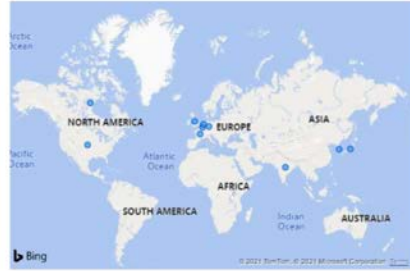 Arctic
Ocean
NORTH AMERICA
EUROPE
ASIA
Pacific
Ocean
Atlantic
Ocean
AFRICA
SOUTH AMERICA
Indian
Ocean
AUSTRALIA
Bing
© 2021 TomTom, © 2021 Microsoft Corporation Terms